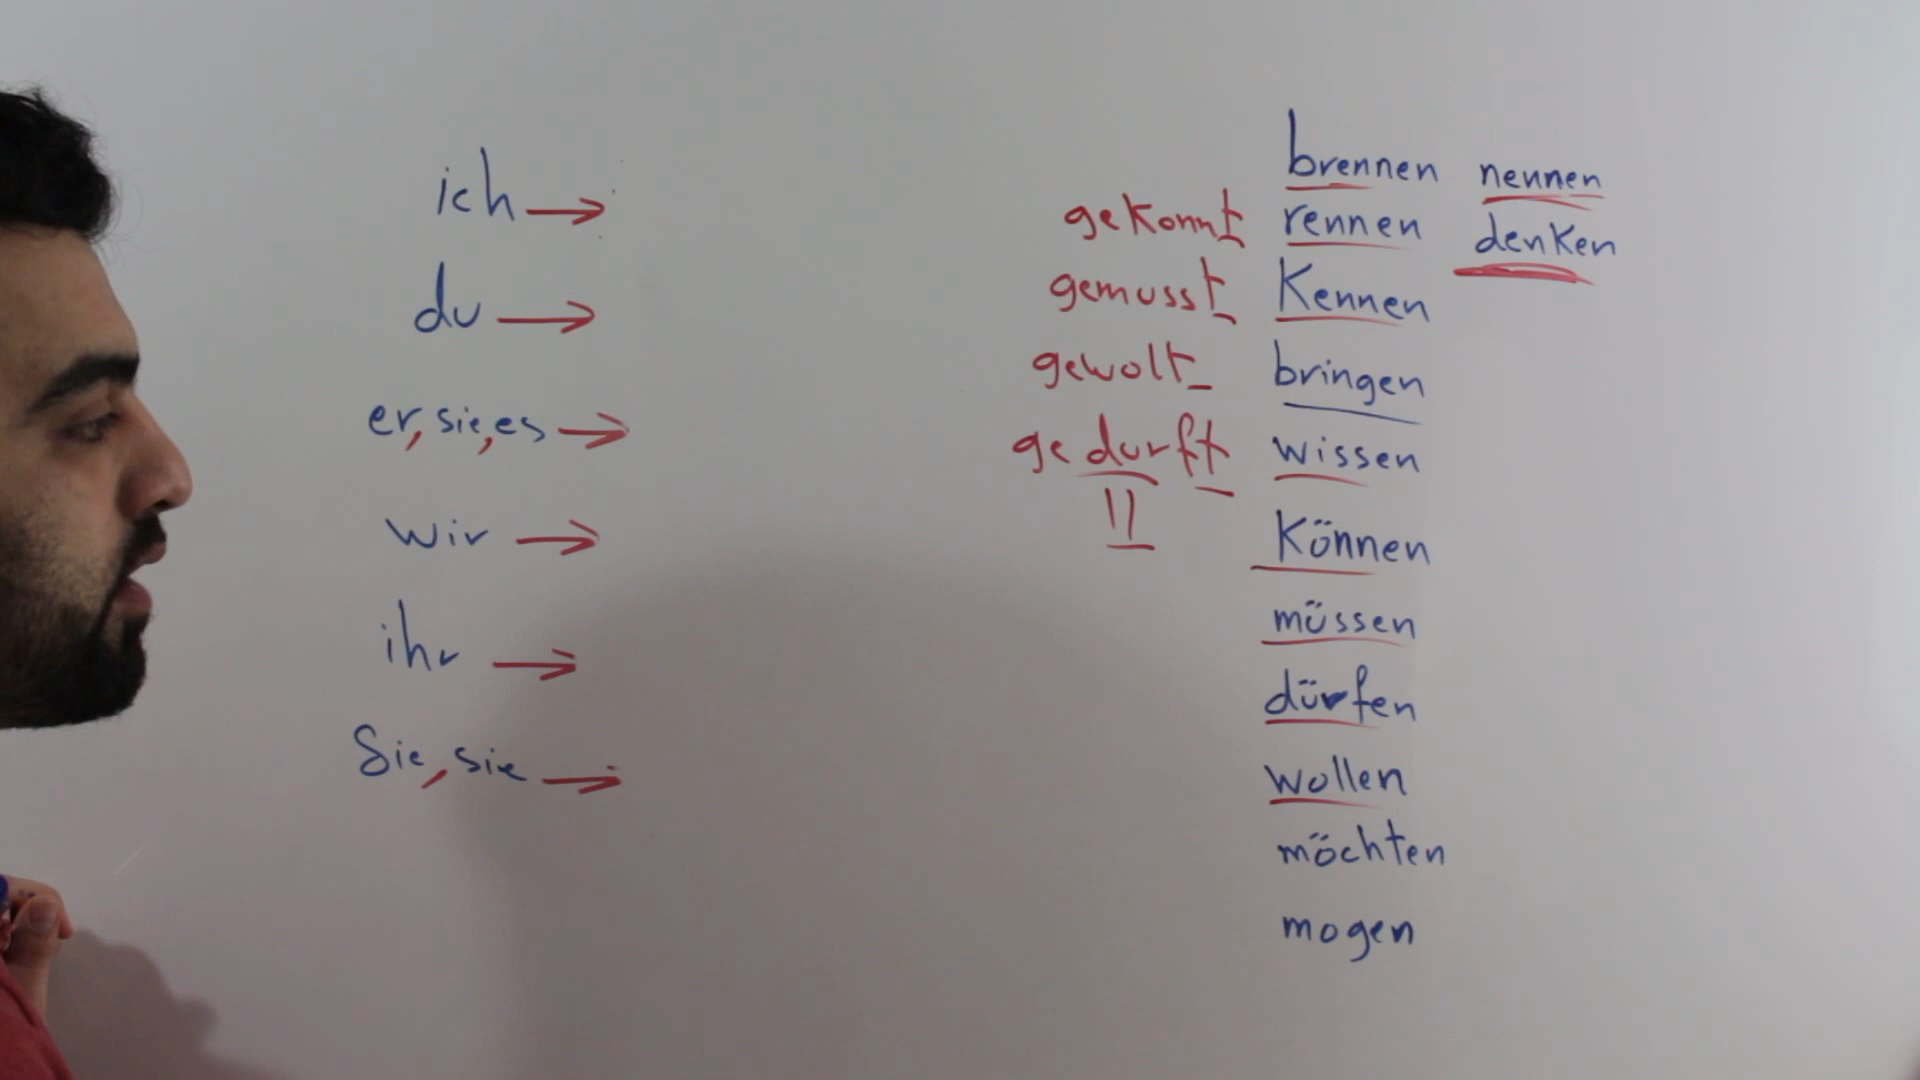 ich →
du →
er, sie, es →
wir →
ihr →
Sie, sie →
gekonnt
gemusst
gewolt
gedurft
brennen
rennen
Kennen
bringen
wissen
Können
müssen
dürfen
wollen
möchten
mogen
nennen
denken